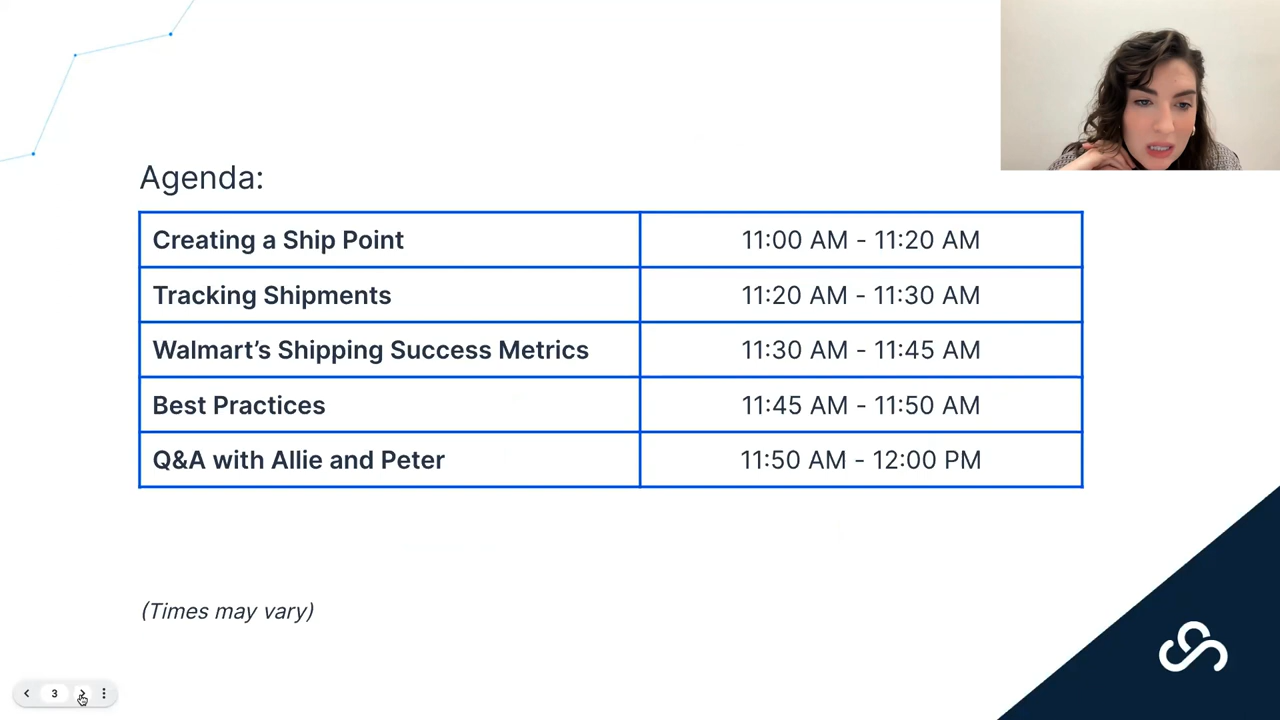 Agenda:
Creating a Ship Point 11:00 AM - 11:20 AM
Tracking Shipments 11:20 AM - 11:30 AM
Walmart’s Shipping Success Metrics 11:30 AM - 11:45 AM
Best Practices 11:45 AM - 11:50 AM
Q&A with Allie and Peter 11:50 AM - 12:00 PM
(Times may vary)
3